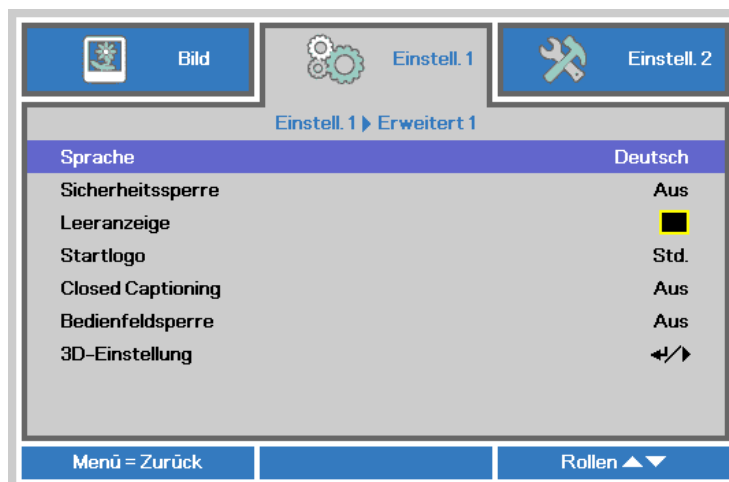 Bild
Einstell. 1
Einstell. 2
Einstell. 1 ▶ Erweitert 1
Sprache Deutsch
Sicherheitssperre Aus
Leeranzeige
Startlogo Std.
Closed Captioning Aus
Bedienfeldsperre Aus
3D-Einstellung ↵/▶
Menü = Zurück
Rollen ▲▼